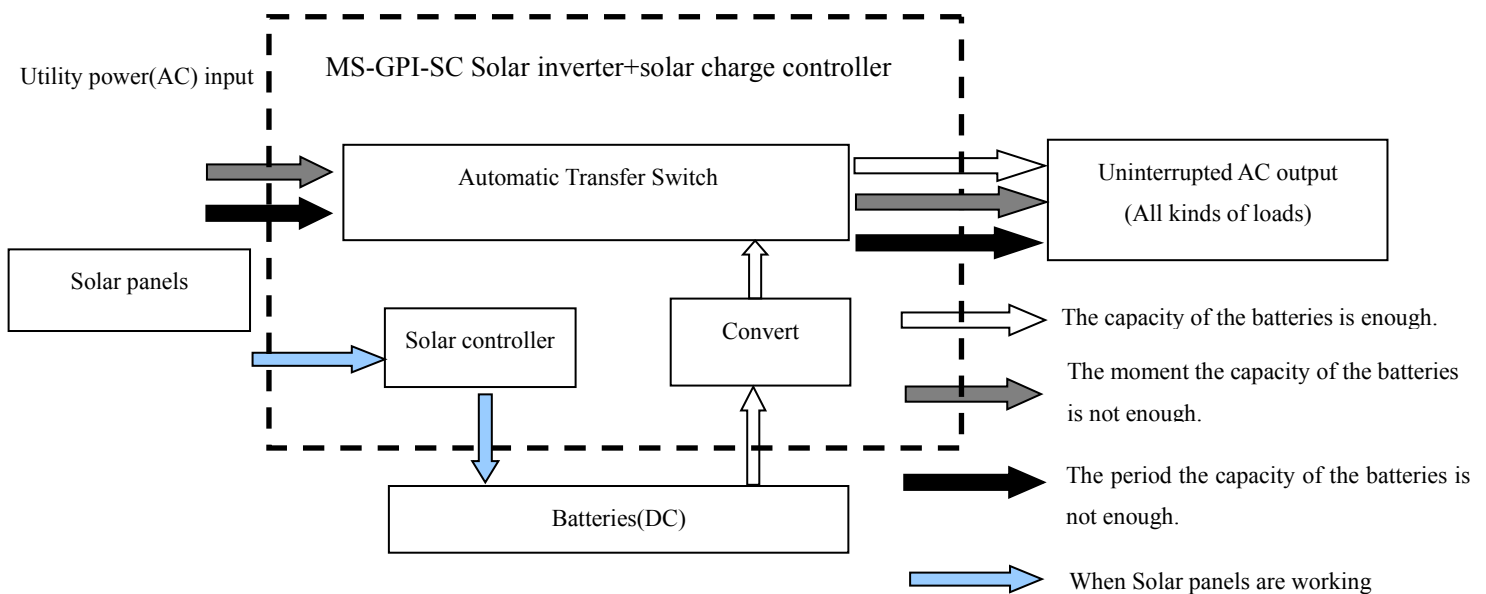 MS-GPI-SC Solar inverter+solar charge controller
Utility power(AC) input
Automatic Transfer Switch
Uninterrupted AC output
(All kinds of loads)
Solar panels
Solar controller
Convert
Batteries(DC)
The capacity of the batteries is enough.
The moment the capacity of the batteries
is not enough.
The period the capacity of the batteries is
not enough.
When Solar panels are working